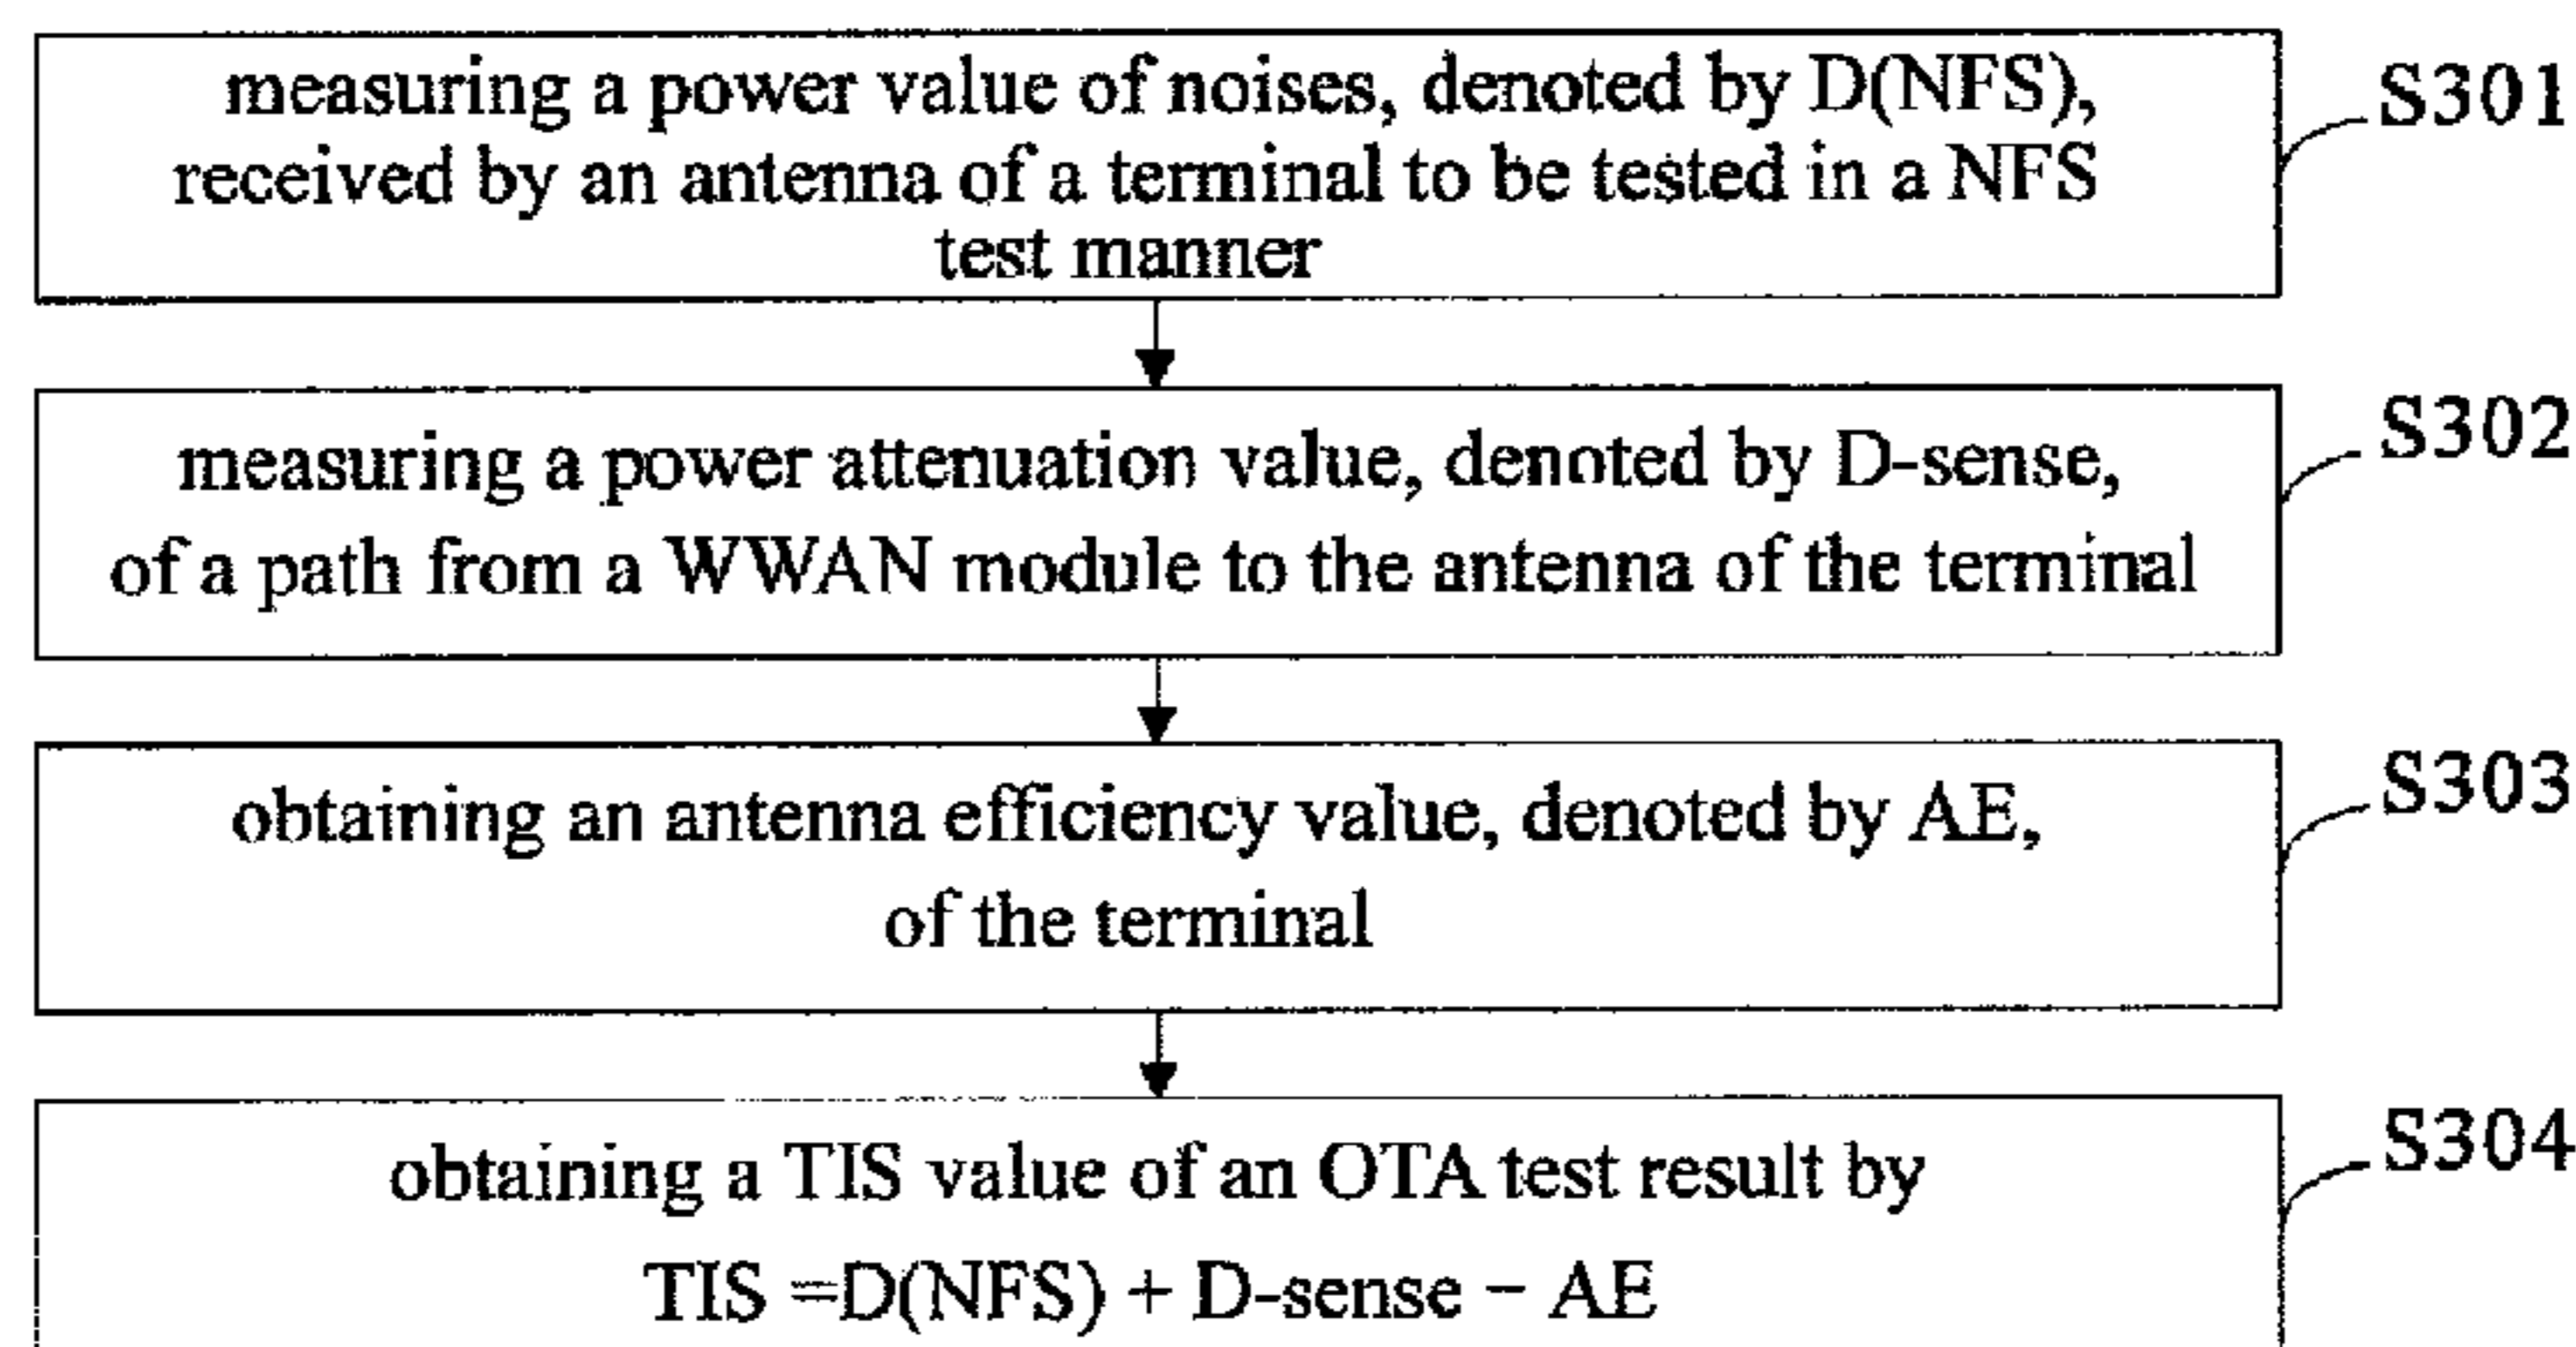 measuring a power value of noises, denoted by D(NFS),
received by an antenna of a terminal to be tested in a NFS
test manner
S301
measuring a power attenuation value, denoted by D-sense,
of a path from a WWAN module to the antenna of the terminal
S302
obtaining an antenna efficiency value, denoted by AE,
of the terminal
S303
obtaining a TIS value of an OTA test result by
TIS =D(NFS) + D-sense − AE
S304